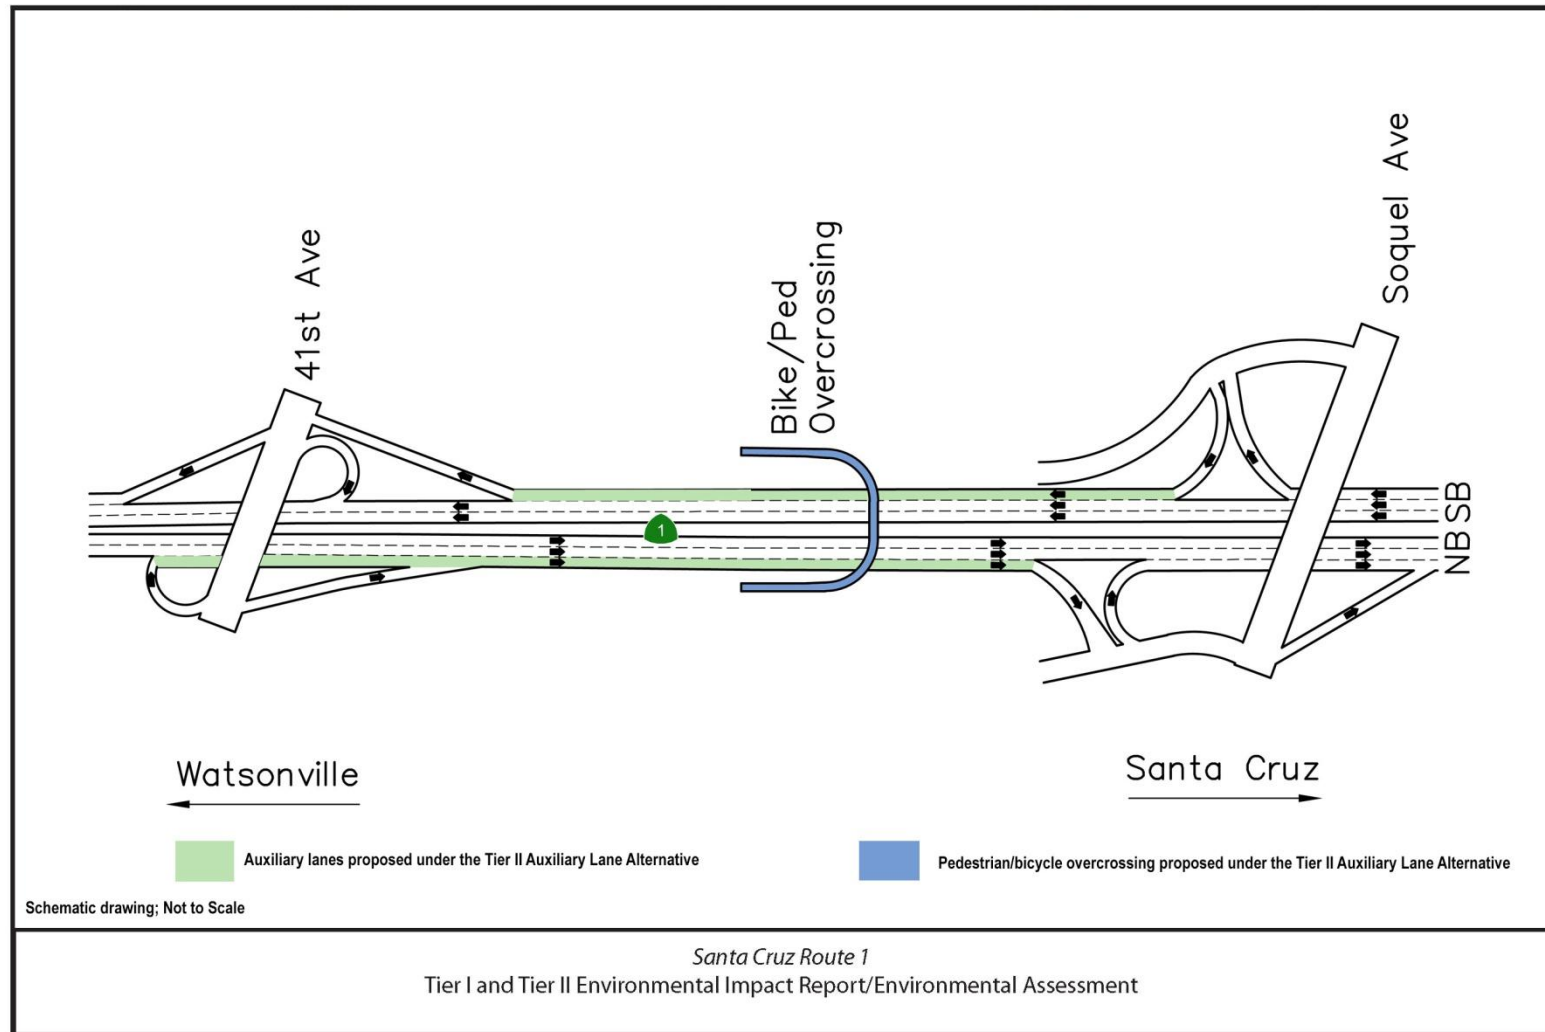 Soquel Ave
41st Ave
Bike/Ped
Overcrossing
SB
NB
1
Watsonville
Santa Cruz
Auxiliary lanes proposed under the Tier II Auxiliary Lane Alternative
Pedestrian/bicycle overcrossing proposed under the Tier II Auxiliary Lane Alternative
Schematic drawing; Not to Scale
Santa Cruz Route 1
Tier I and Tier II Environmental Impact Report/Environmental Assessment